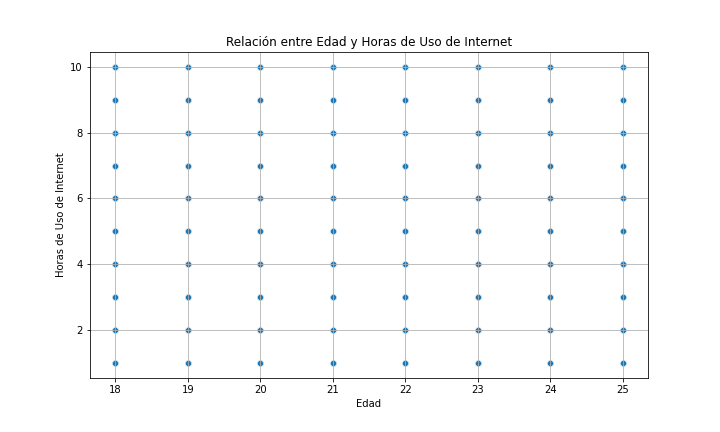 Relación entre Edad y Horas de Uso de Internet
Horas de Uso de Internet
10
8
6
4
2
18 19 20 21 22 23 24 25
Edad